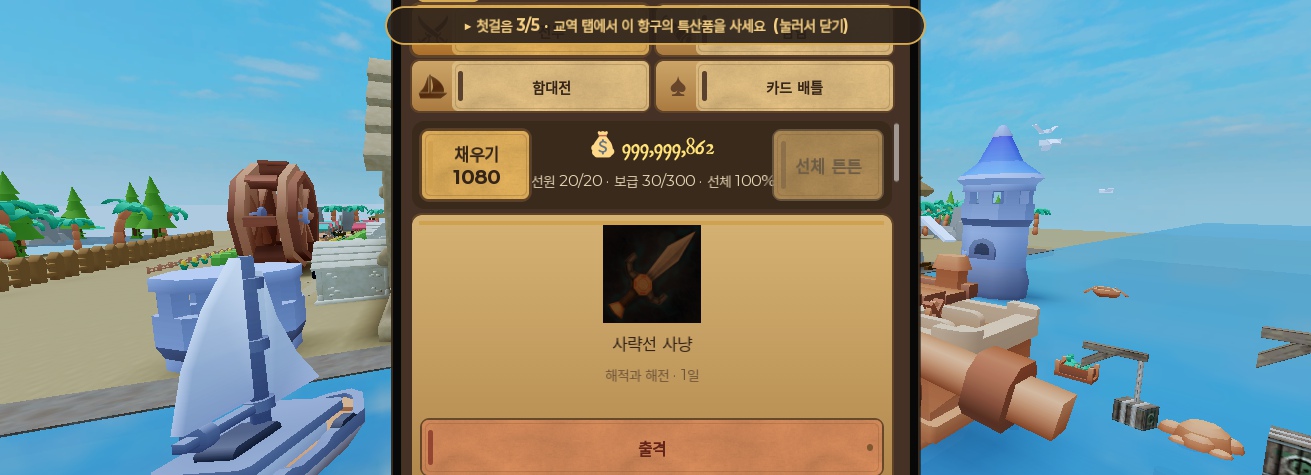 ▸ 첫걸음 3/5 · 교역 탭에서 이 항구의 특산품을 사세요 (눌러서 닫기)
함대전
카드 배틀
채우기
1080
999,999,862
선원 20/20 · 보급 30/300 · 선체 100%
선체 튼튼
사략선 사냥
해적과 해전 · 1일
출격